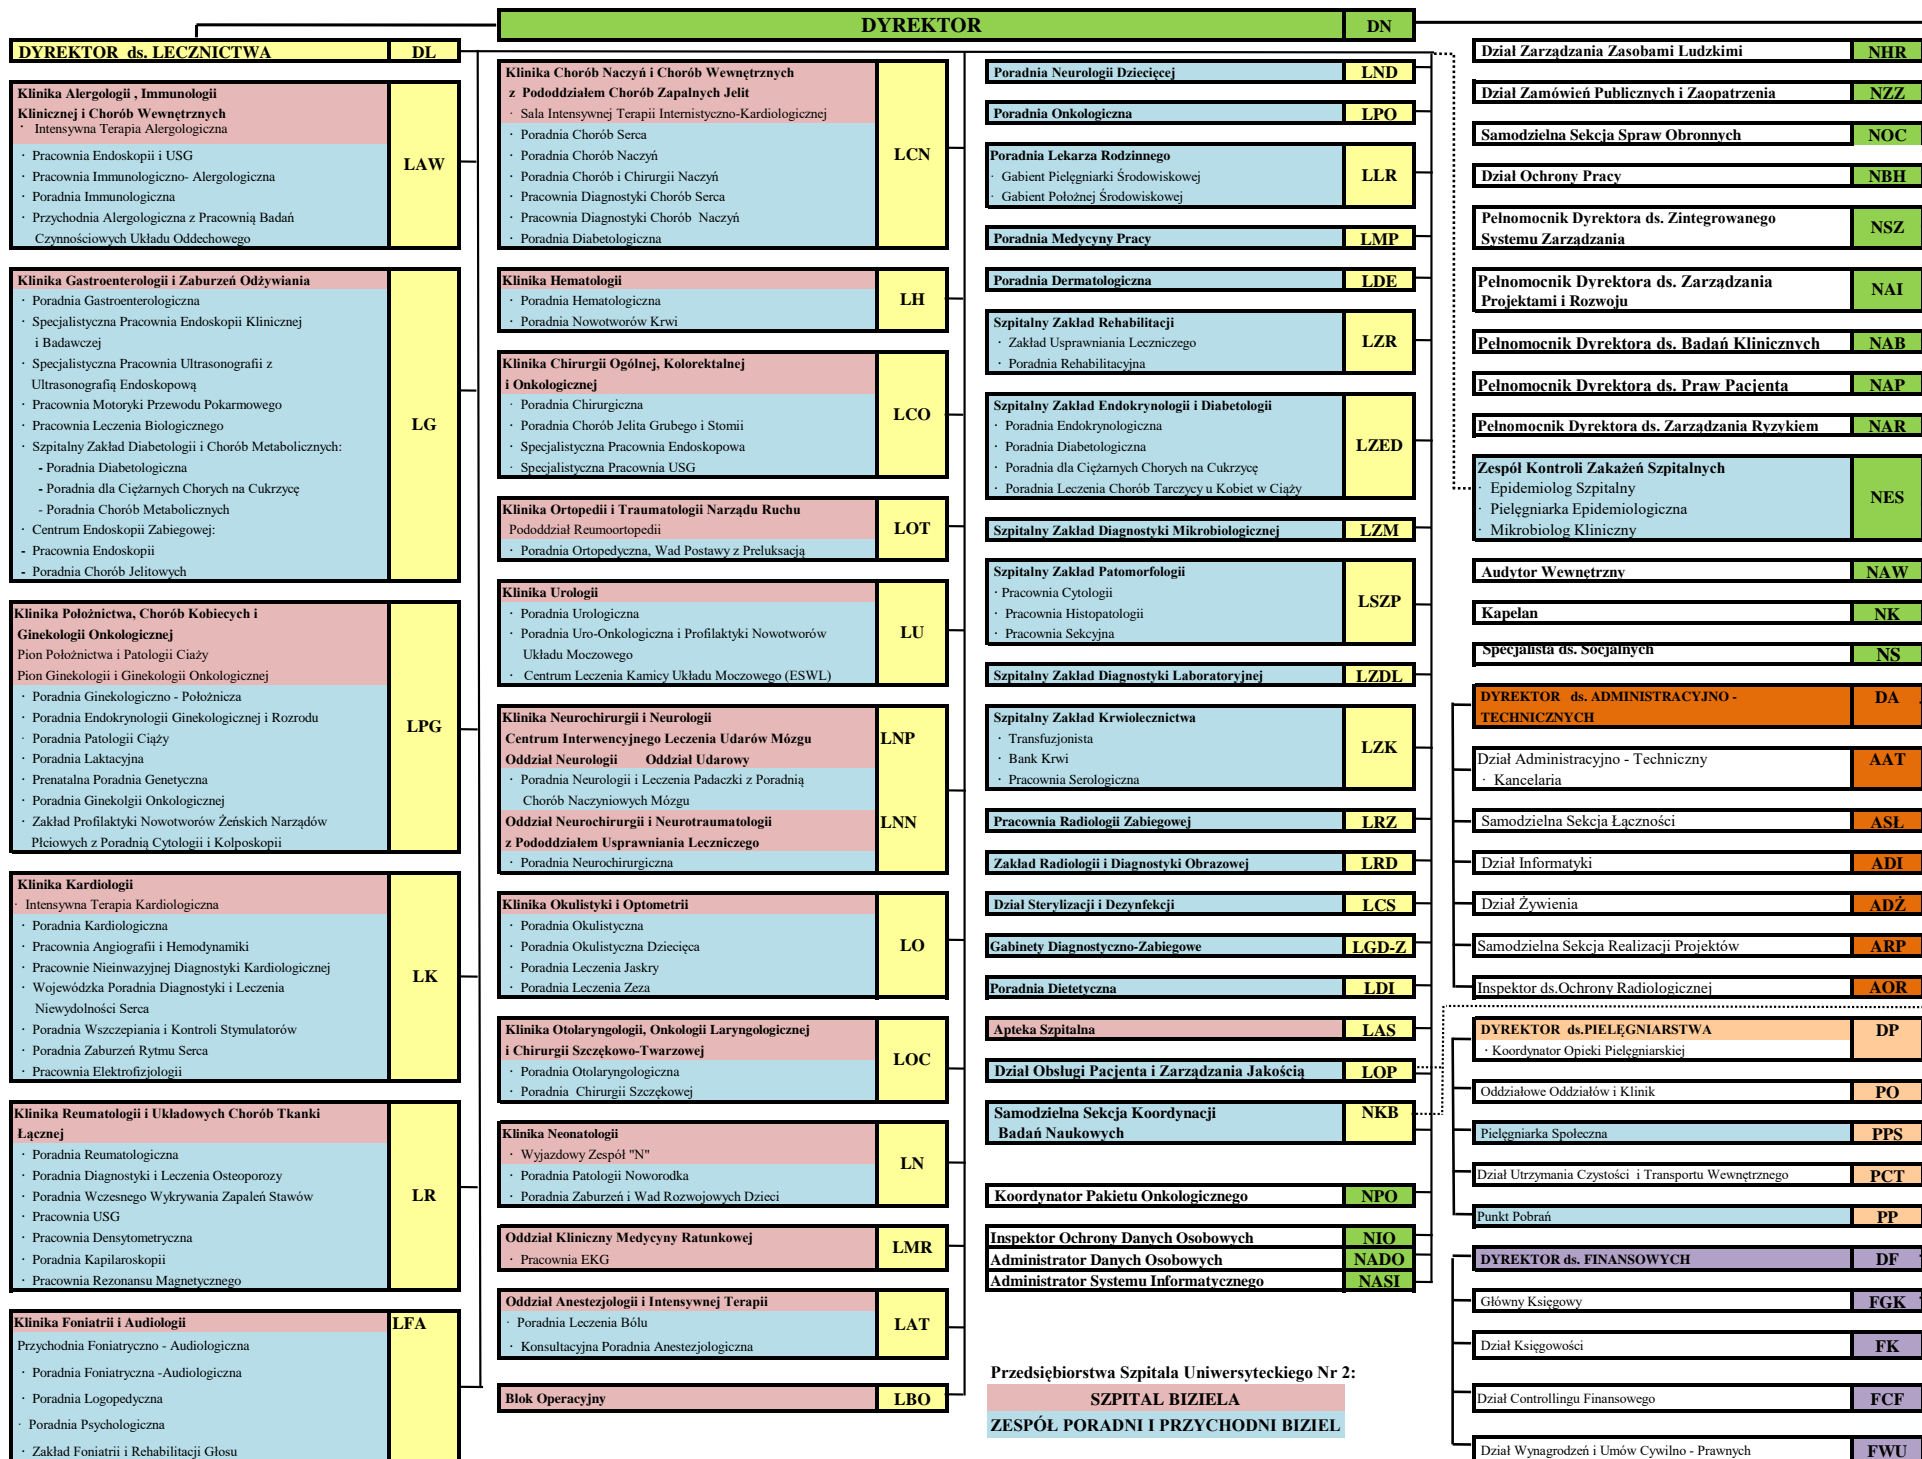 DYREKTOR DN
DYREKTOR ds. LECZNICTWA DL
Klinika Alergologii , Immunologii
Klinicznej i Chorób Wewnętrznych
· Intensywna Terapia Alergologiczna
· Pracownia Endoskopii i USG
LAW
· Pracownia Immunologiczno- Alergologiczna
· Poradnia Immunologiczna
· Przychodnia Alergologiczna z Pracownią Badań
Czynnościowych Układu Oddechowego
Klinika Gastroenterologii i Zaburzeń Odżywiania
· Poradnia Gastroenterologiczna
· Specjalistyczna Pracownia Endoskopii Klinicznej
i Badawczej
· Specjalistyczna Pracownia Ultrasonografii z
Ultrasonografią Endoskopową
· Pracownia Motoryki Przewodu Pokarmowego
· Pracownia Leczenia Biologicznego
LG
· Szpitalny Zakład Diabetologii i Chorób Metabolicznych:
- Poradnia Diabetologiczna
- Poradnia dla Ciężarnych Chorych na Cukrzycę
- Poradnia Chorób Metabolicznych
· Centrum Endoskopii Zabiegowej:
- Pracownia Endoskopii
- Poradnia Chorób Jelitowych
Klinika Położnictwa, Chorób Kobiecych i
Ginekologii Onkologicznej
Pion Położnictwa i Patologii Ciaży
Pion Ginekologii i Ginekologii Onkologicznej
· Poradnia Ginekologiczno - Położnicza
· Poradnia Endokrynologii Ginekologicznej i Rozrodu
LPG
· Poradnia Patologii Ciąży
· Poradnia Laktacyjna
· Prenatalna Poradnia Genetyczna
· Poradnia Ginekolgii Onkologicznej
· Zakład Profilaktyki Nowotworów Żeńskich Narządów
Płciowych z Poradnią Cytologii i Kolposkopii
Klinika Kardiologii
· Intensywna Terapia Kardiologiczna
· Poradnia Kardiologiczna
· Pracownia Angiografii i Hemodynamiki
· Pracownie Nieinwazyjnej Diagnostyki Kardiologicznej
LK
· Wojewódzka Poradnia Diagnostyki i Leczenia
Niewydolności Serca
· Poradnia Wszczepiania i Kontroli Stymulatorów
· Poradnia Zaburzeń Rytmu Serca
· Pracownia Elektrofizjologii
Klinika Reumatologii i Układowych Chorób Tkanki
Łącznej
· Poradnia Reumatologiczna
· Poradnia Diagnostyki i Leczenia Osteoporozy
· Poradnia Wczesnego Wykrywania Zapaleń Stawów
LR
· Pracownia USG
· Pracownia Densytometryczna
· Poradnia Kapilaroskopii
· Pracownia Rezonansu Magnetycznego
Klinika Foniatrii i Audiologii LFA
Przychodnia Foniatryczno - Audiologiczna
· Poradnia Foniatryczna -Audiologiczna
· Poradnia Logopedyczna
· Poradnia Psychologiczna
· Zakład Foniatrii i Rehabilitacji Głosu
Klinika Chorób Naczyń i Chorób Wewnętrznych
z Pododdziałem Chorób Zapalnych Jelit
· Sala Intensywnej Terapii Internistyczno-Kardiologicznej
· Poradnia Chorób Serca
· Poradnia Chorób Naczyń
LCN
· Poradnia Chorób i Chirurgii Naczyń
· Pracownia Diagnostyki Chorób Serca
· Pracownia Diagnostyki Chorób Naczyń
· Poradnia Diabetologiczna
Klinika Hematologii
· Poradnia Hematologiczna
LH
· Poradnia Nowotworów Krwi
Klinika Chirurgii Ogólnej, Kolorektalnej
i Onkologicznej
· Poradnia Chirurgiczna
LCO
· Poradnia Chorób Jelita Grubego i Stomii
· Specjalistyczna Pracownia Endoskopowa
· Specjalistyczna Pracownia USG
Klinika Ortopedii i Traumatologii Narządu Ruchu
Pododdział Reumoortopedii
LOT
· Poradnia Ortopedyczna, Wad Postawy z Preluksacją
Klinika Urologii
· Poradnia Urologiczna
· Poradnia Uro-Onkologiczna i Profilaktyki Nowotworów
LU
Układu Moczowego
· Centrum Leczenia Kamicy Układu Moczowego (ESWL)
Klinika Neurochirurgii i Neurologii
Centrum Interwencyjnego Leczenia Udarów Mózgu LNP
Oddział Neurologii Oddział Udarowy
· Poradnia Neurologii i Leczenia Padaczki z Poradnią
Chorób Naczyniowych Mózgu
Oddział Neurochirurgii i Neurotraumatologii LNN
z Pododdziałem Usprawniania Leczniczego
· Poradnia Neurochirurgiczna
Klinika Okulistyki i Optometrii
· Poradnia Okulistyczna
· Poradnia Okulistyczna Dziecięca
LO
· Poradnia Leczenia Jaskry
· Poradnia Leczenia Zeza
Klinika Otolaryngologii, Onkologii Laryngologicznej
i Chirurgii Szczękowo-Twarzowej
LOC
· Poradnia Otolaryngologiczna
· Poradnia Chirurgii Szczękowej
Klinika Neonatologii
· Wyjazdowy Zespół "N"
LN
· Poradnia Patologii Noworodka
· Poradnia Zaburzeń i Wad Rozwojowych Dzieci
Oddział Kliniczny Medycyny Ratunkowej
LMR
· Pracownia EKG
Oddział Anestezjologii i Intensywnej Terapii
· Poradnia Leczenia Bólu
LAT
· Konsultacyjna Poradnia Anestezjologiczna
Blok Operacyjny LBO
Poradnia Neurologii Dziecięcej LND
Poradnia Onkologiczna LPO
Poradnia Lekarza Rodzinnego
· Gabient Pielęgniarki Środowiskowej
LLR
· Gabient Położnej Środowiskowej
Poradnia Medycyny Pracy LMP
Poradnia Dermatologiczna LDE
Szpitalny Zakład Rehabilitacji
· Zakład Usprawniania Leczniczego
LZR
· Poradnia Rehabilitacyjna
Szpitalny Zakład Endokrynologii i Diabetologii
· Poradnia Endokrynologiczna
· Poradnia Diabetologiczna
LZED
· Poradnia dla Ciężarnych Chorych na Cukrzycę
· Poradnia Leczenia Chorób Tarczycy u Kobiet w Ciąży
Szpitalny Zakład Diagnostyki Mikrobiologicznej LZM
Szpitalny Zakład Patomorfologii
· Pracownia Cytologii
LSZP
· Pracownia Histopatologii
· Pracownia Sekcyjna
Szpitalny Zakład Diagnostyki Laboratoryjnej LZDL
Szpitalny Zakład Krwiolecznictwa
· Transfuzjonista
LZK
· Bank Krwi
· Pracownia Serologiczna
Pracownia Radiologii Zabiegowej LRZ
Zakład Radiologii i Diagnostyki Obrazowej LRD
Dział Sterylizacji i Dezynfekcji LCS
Gabinety Diagnostyczno-Zabiegowe LGD-Z
Poradnia Dietetyczna LDI
Apteka Szpitalna LAS
Dział Obsługi Pacjenta i Zarządzania Jakością LOP
Samodzielna Sekcja Koordynacji NKB
Badań Naukowych
Koordynator Pakietu Onkologicznego NPO
Inspektor Ochrony Danych Osobowych NIO
Administrator Danych Osobowych NADO
Administrator Systemu Informatycznego NASI
Przedsiębiorstwa Szpitala Uniwersyteckiego Nr 2:
SZPITAL BIZIELA
ZESPÓŁ PORADNI I PRZYCHODNI BIZIEL
Dział Zarządzania Zasobami Ludzkimi NHR
Dział Zamówień Publicznych i Zaopatrzenia NZZ
Samodzielna Sekcja Spraw Obronnych NOC
Dział Ochrony Pracy NBH
Pełnomocnik Dyrektora ds. Zintegrowanego
NSZ
Systemu Zarządzania
Pełnomocnik Dyrektora ds. Zarządzania
NAI
Projektami i Rozwoju
Pełnomocnik Dyrektora ds. Badań Klinicznych NAB
Pełnomocnik Dyrektora ds. Praw Pacjenta NAP
Pełnomocnik Dyrektora ds. Zarządzania Ryzykiem NAR
Zespół Kontroli Zakażeń Szpitalnych
· Epidemiolog Szpitalny
NES
· Pielęgniarka Epidemiologiczna
· Mikrobiolog Kliniczny
Audytor Wewnętrzny NAW
Kapelan NK
Specjalista ds. Socjalnych NS
DYREKTOR ds. ADMINISTRACYJNO - DA
TECHNICZNYCH
Dział Administracyjno - Techniczny AAT
· Kancelaria
Samodzielna Sekcja Łączności ASŁ
Dział Informatyki ADI
Dział Żywienia ADŻ
Samodzielna Sekcja Realizacji Projektów ARP
Inspektor ds.Ochrony Radiologicznej AOR
DYREKTOR ds.PIELĘGNIARSTWA DP
· Koordynator Opieki Pielęgniarskiej
Oddziałowe Oddziałów i Klinik PO
Pielęgniarka Społeczna PPS
Dział Utrzymania Czystości i Transportu Wewnętrznego PCT
Punkt Pobrań PP
DYREKTOR ds. FINANSOWYCH DF
Główny Księgowy FGK
Dział Księgowości FK
Dział Controllingu Finansowego FCF
Dział Wynagrodzeń i Umów Cywilno - Prawnych FWU